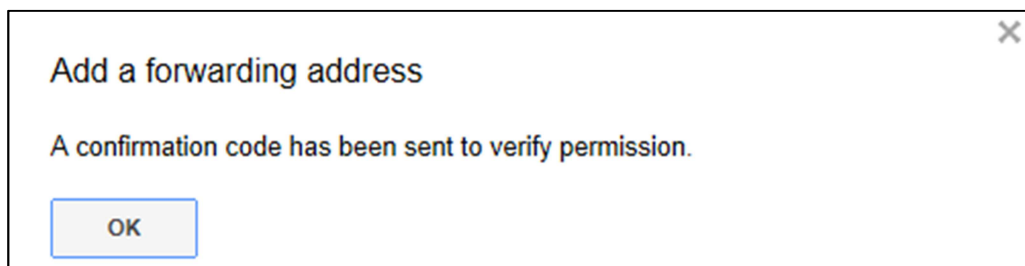 Add a forwarding address
A confirmation code has been sent to verify permission.
OK